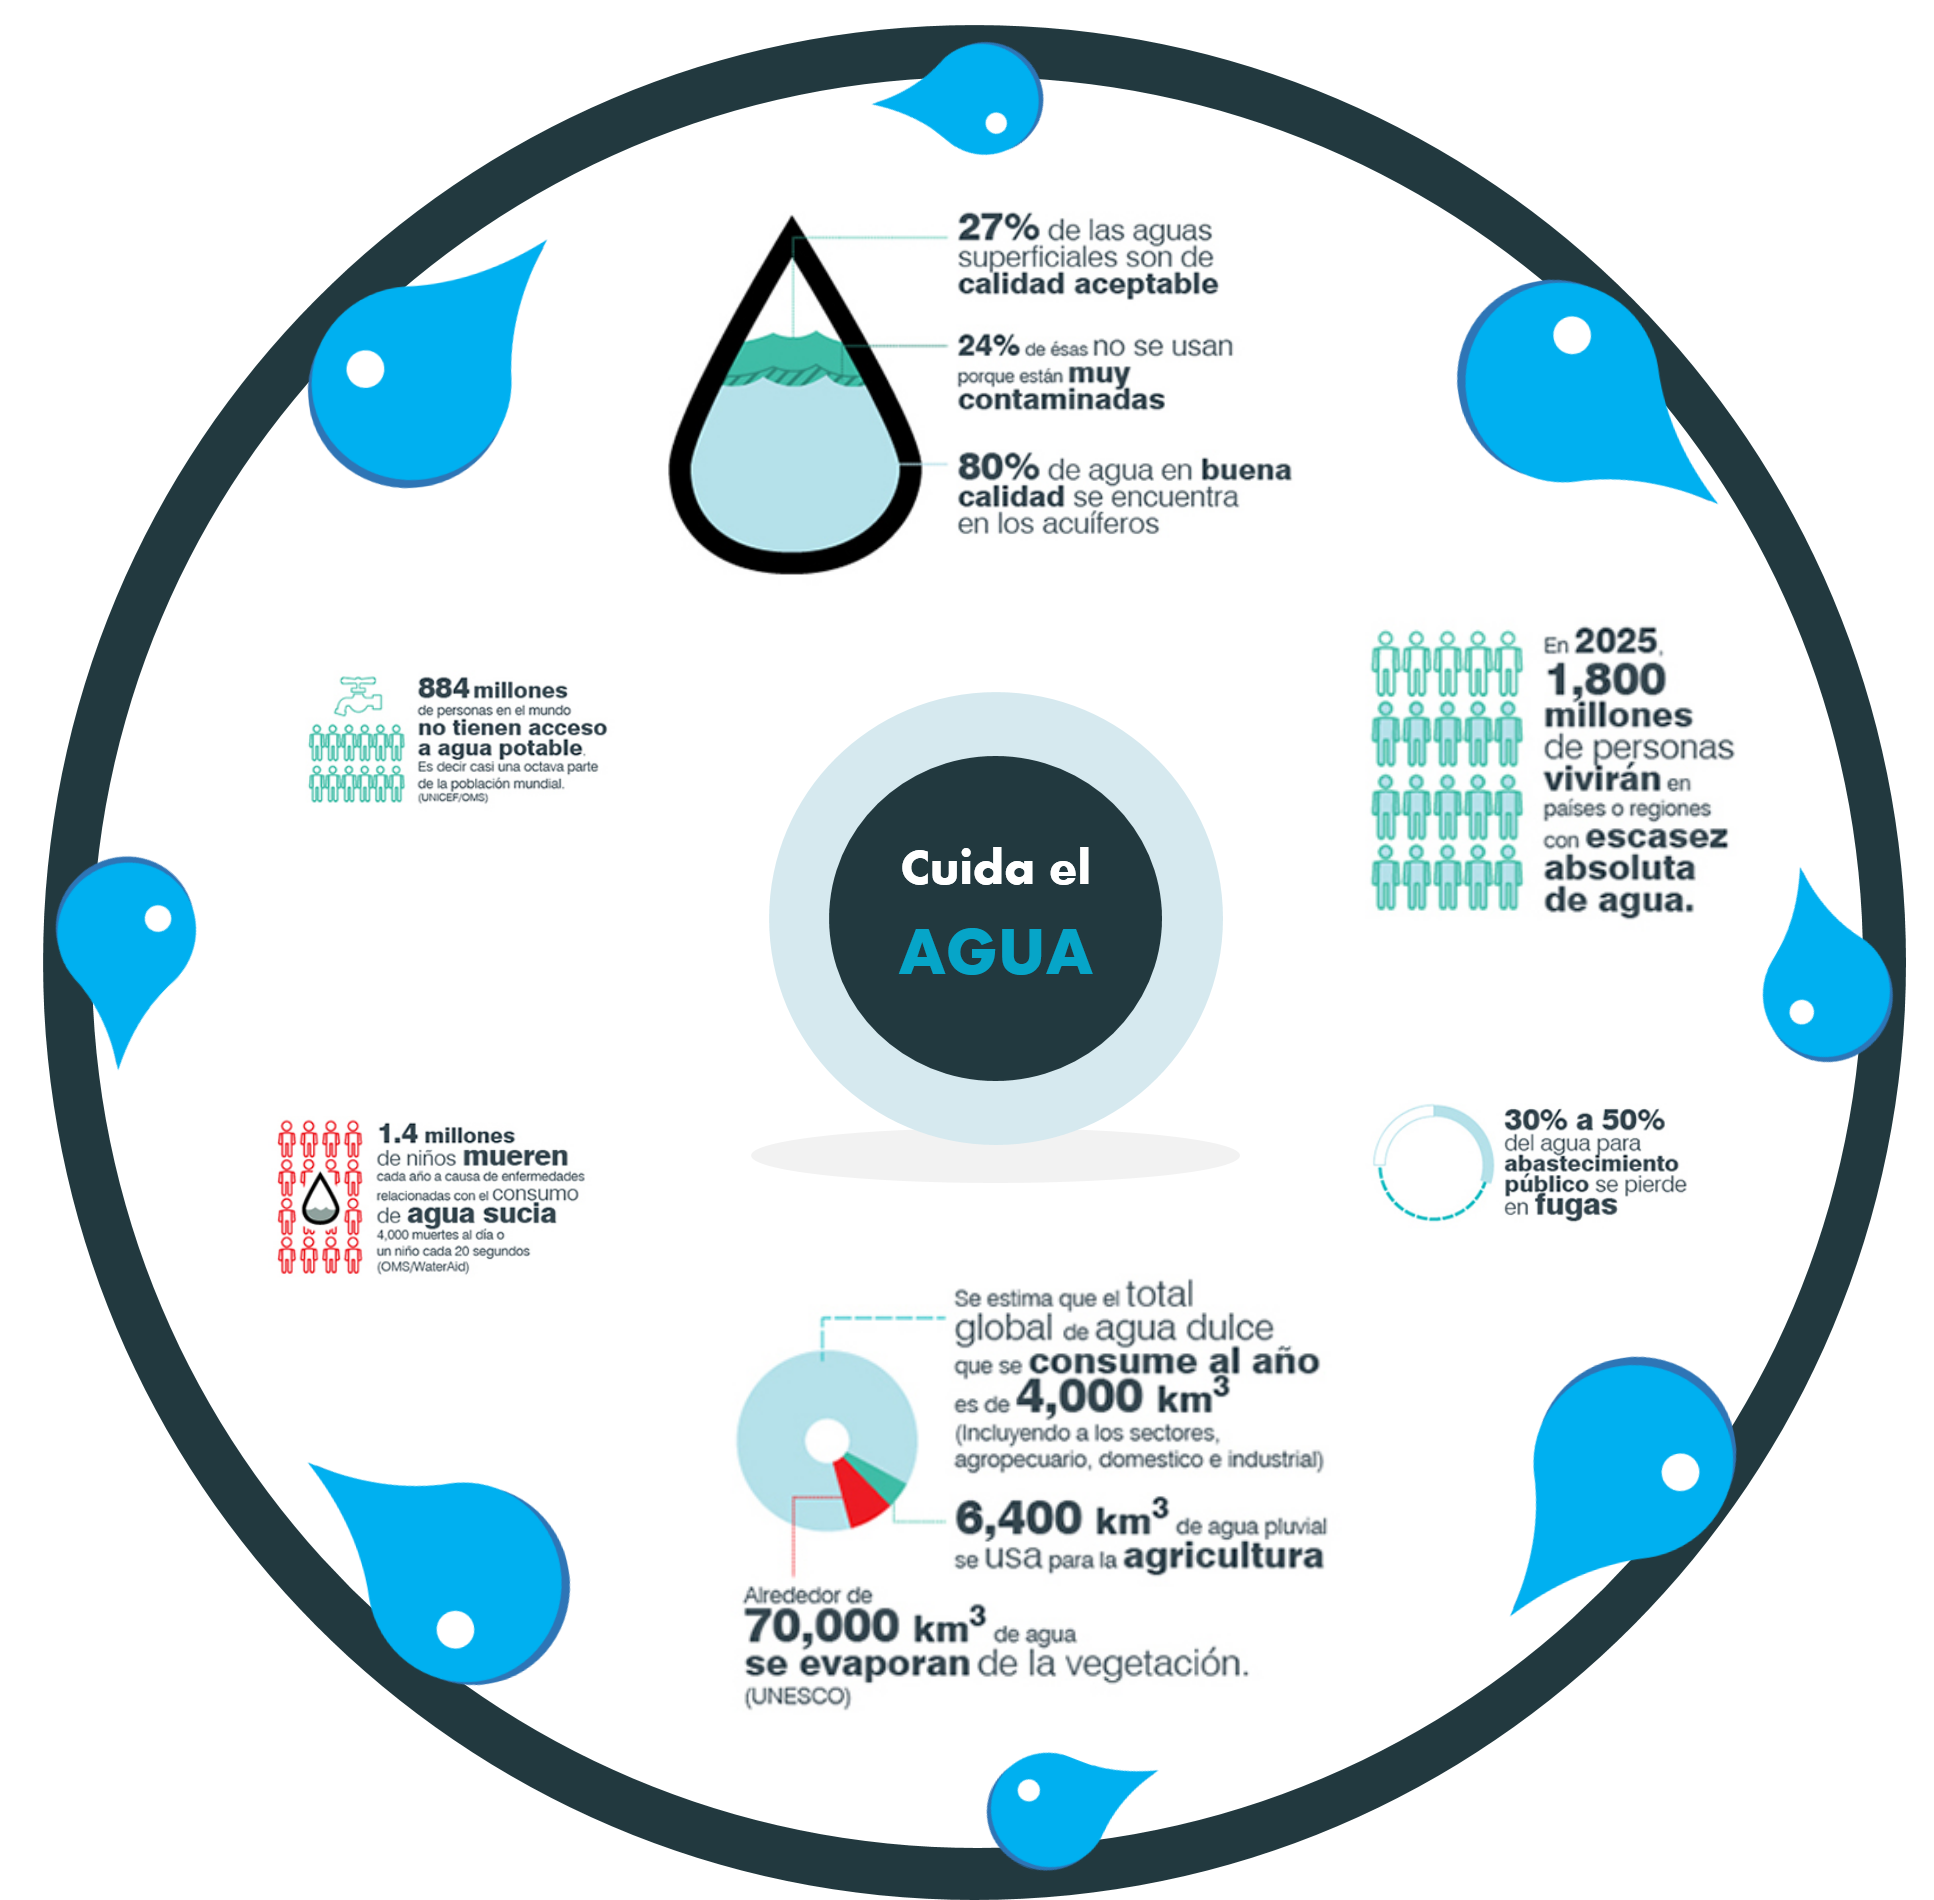 27% de las aguas
superficiales son de
calidad aceptable
24% de ésas no se usan
porque están muy
contaminadas
80% de agua en buena
calidad se encuentra
en los acuíferos
884 millones
de personas en el mundo
no tienen acceso
a agua potable.
Es decir casi una octava parte
de la población mundial.
(UNICEF/OMS)
En 2025,
1,800
millones
de personas
vivirán en
países o regiones
con escasez
absoluta
de agua.
Cuida el
AGUA
1.4 millones
de niños mueren
cada año a causa de enfermedades
relacionadas con el consumo
de agua sucia
4,000 muertes al día o
un niño cada 20 segundos
(OMS/WaterAid)
30% a 50%
del agua para
abastecimiento
público se pierde
en fugas
Se estima que el total
global de agua dulce
que se consume al año
es de 4,000 km³
(Incluyendo a los sectores,
agropecuario, domestico e industrial)
6,400 km³ de agua pluvial
se usa para la agricultura
Alrededor de
70,000 km³ de agua
se evaporan de la vegetación.
(UNESCO)